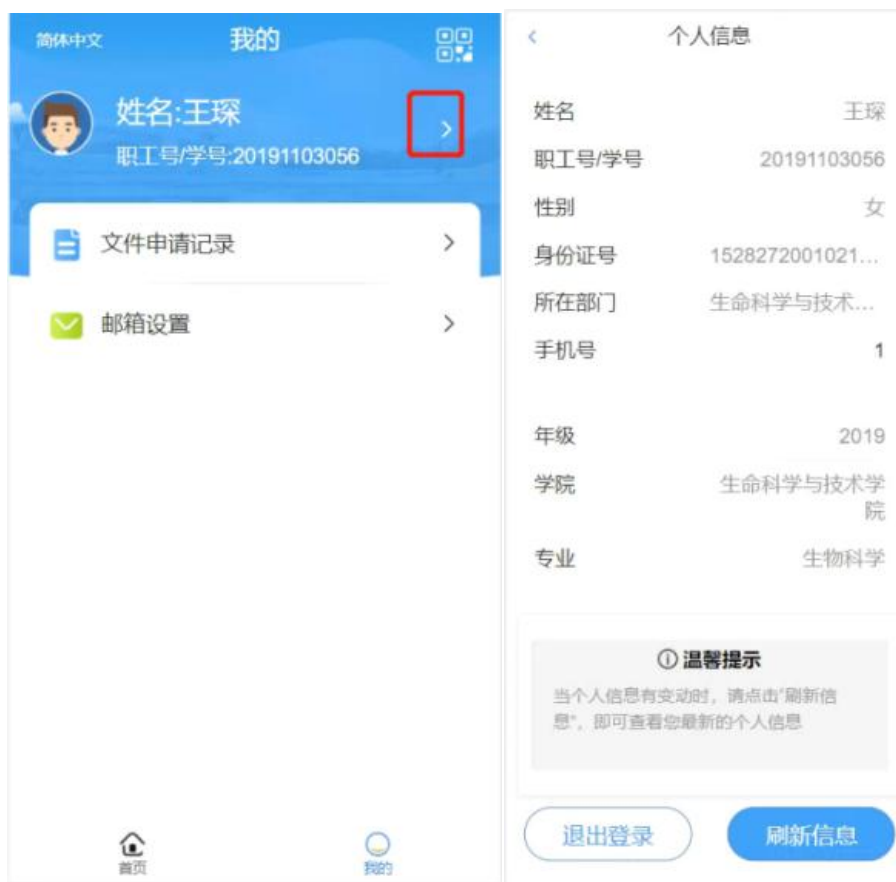 简体中文
我的
姓名:王琛
职工号/学号:20191103056
文件申请记录
邮箱设置
首页
我的
个人信息
姓名
王琛
职工号/学号
20191103056
性别
女
身份证号
1528272001021...
所在部门
生命科学与技术...
手机号
1
年级
2019
学院
生命科学与技术学
院
专业
生物科学
温馨提示
当个人信息有变动时，请点击“刷新信
息”，即可查看您最新的个人信息
退出登录
刷新信息